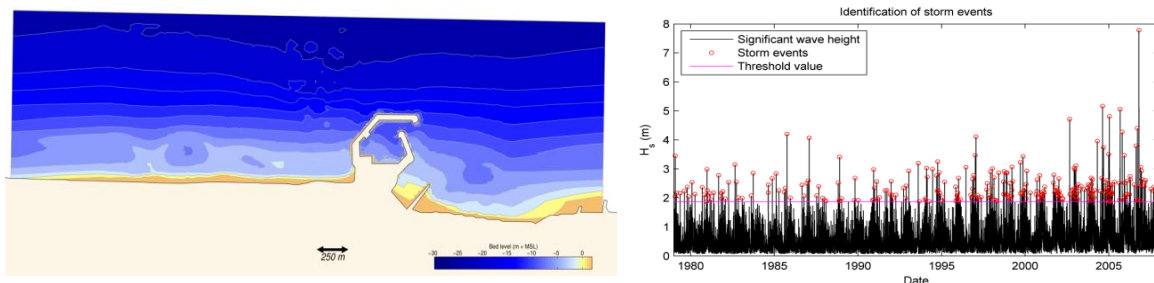 250 m
Bed level (m + MSL)
−30 −25 −20 −15 −10 −5 0
Identification of storm events
Significant wave height
Storm events
Threshold value
H_s (m)
8
7
6
5
4
3
2
1
0
1980 1985 1990 1995 2000 2005
Date